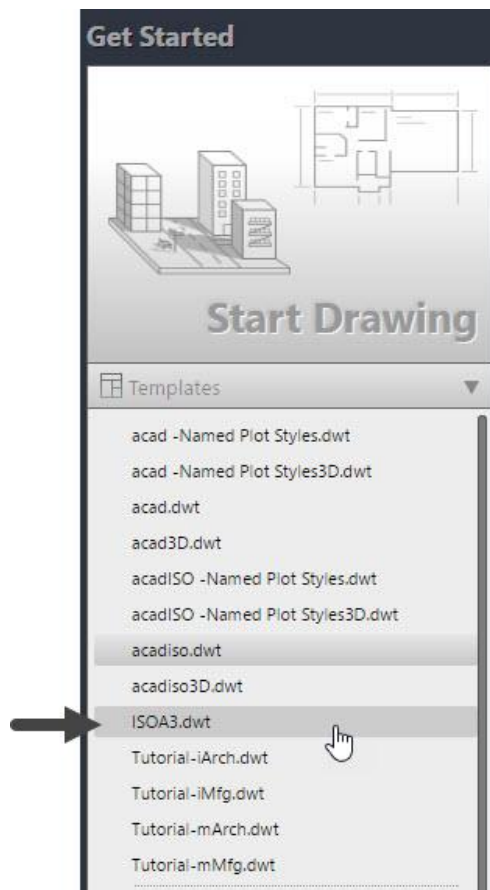 Get Started
Start Drawing
Templates
acad -Named Plot Styles.dwt
acad -Named Plot Styles3D.dwt
acad.dwt
acad3D.dwt
acadISO -Named Plot Styles.dwt
acadISO -Named Plot Styles3D.dwt
acadiso.dwt
acadiso3D.dwt
ISOA3.dwt
Tutorial-iArch.dwt
Tutorial-iMfg.dwt
Tutorial-mArch.dwt
Tutorial-mMfg.dwt